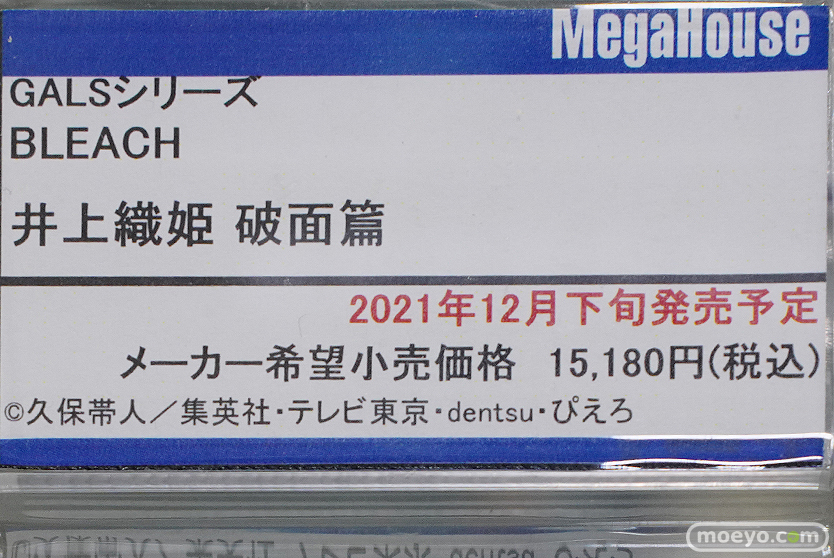 MegaHouse
GALSシリーズ
BLEACH
井上織姫 破面篇
2021年12月下旬発売予定
メーカー希望小売価格 15,180円(税込)
©久保帯人／集英社・テレビ東京・dentsu・ぴえろ
moeyo.com